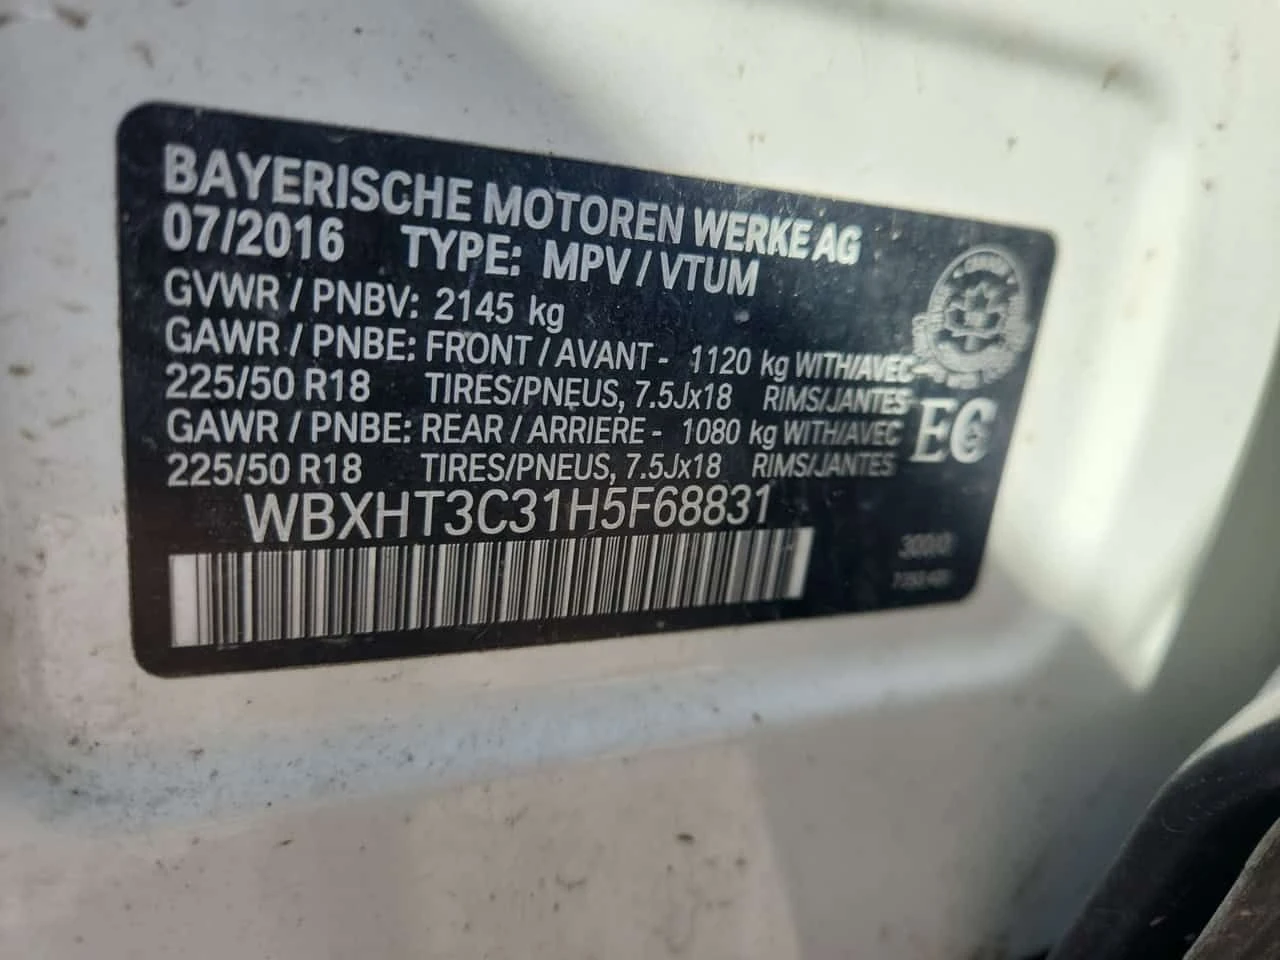 BAYERISCHE MOTOREN WERKE AG
07/2016 TYPE: MPV / VTUM
GVWR / PNBV: 2145 kg
GAWR / PNBE: FRONT / AVANT - 1120 kg WITH/AVEC
225/50 R18 TIRES/PNEUS, 7.5Jx18 RIMS/JANTES
GAWR / PNBE: REAR / ARRIERE - 1080 kg WITH/AVEC
225/50 R18 TIRES/PNEUS, 7.5Jx18 RIMS/JANTES
WBXHT3C31H5F68831